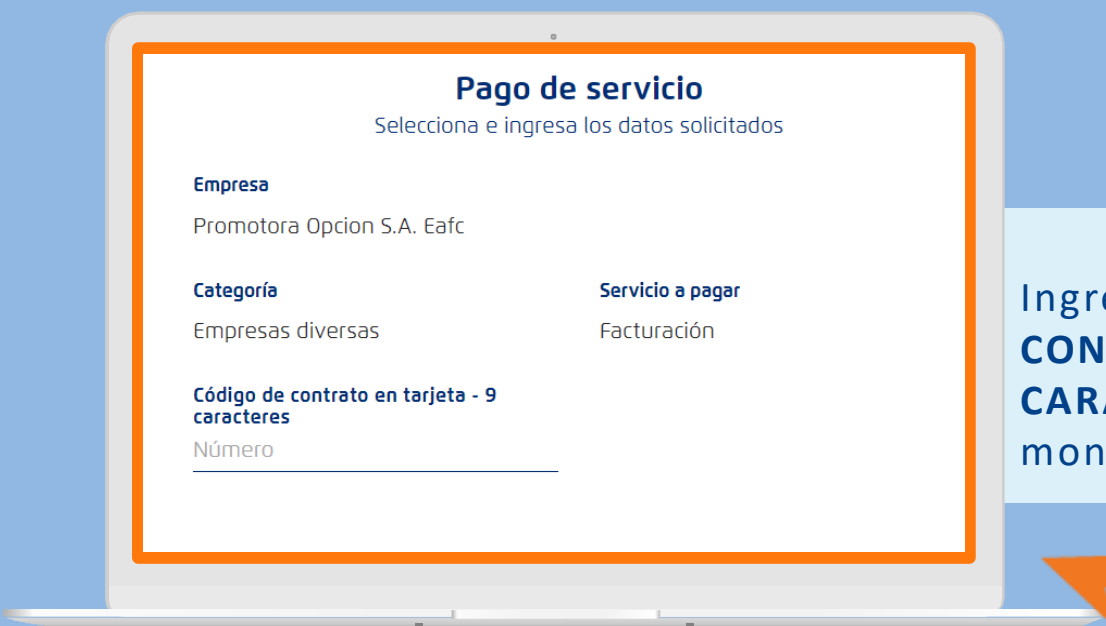 Pago de servicio
Selecciona e ingresa los datos solicitados
Empresa
Promotora Opcion S.A. Eafc
Categoría
Servicio a pagar
Empresas diversas
Facturación
Código de contrato en tarjeta - 9
caracteres
Número